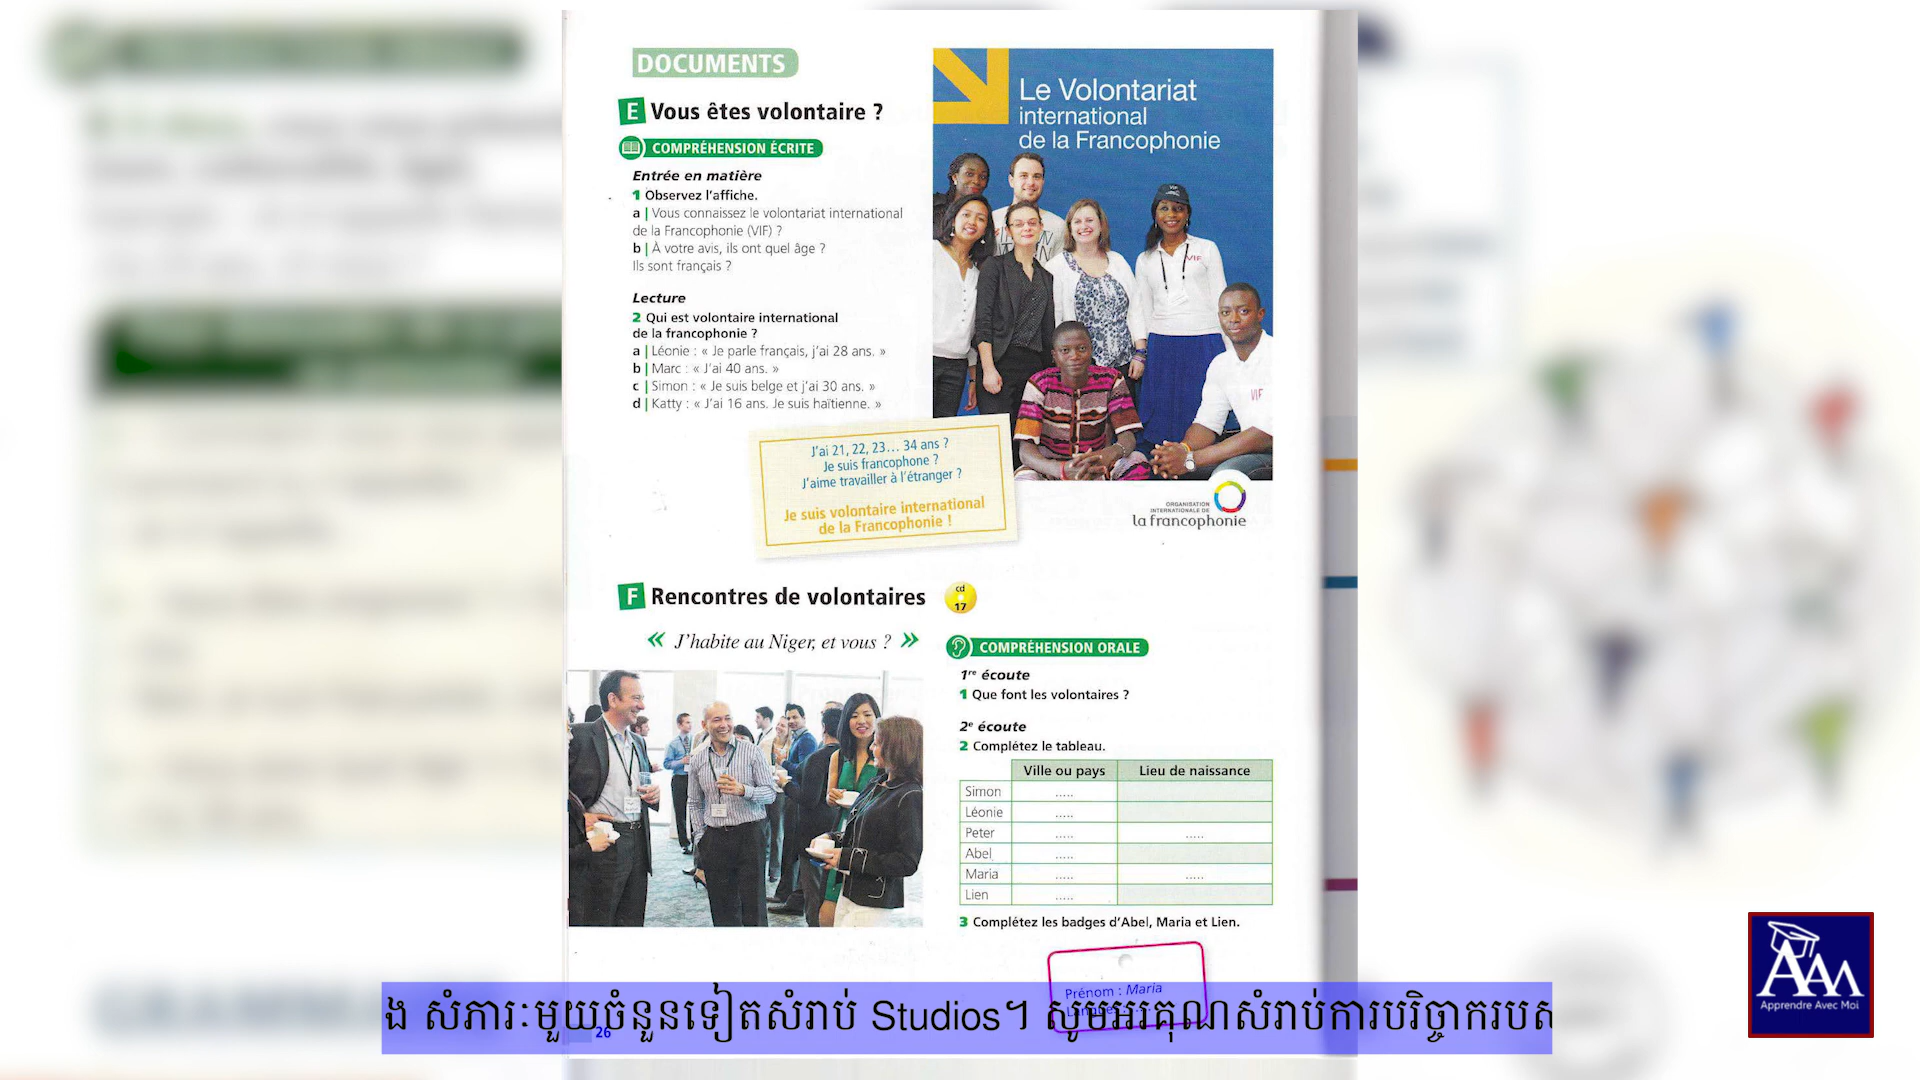 DOCUMENTS
E Vous êtes volontaire ?
COMPRÉHENSION ÉCRITE
Entrée en matière
1 Observez l'affiche.
a | Vous connaissez le volontariat international
de la Francophonie (VIF) ?
b | À votre avis, ils ont quel âge ?
Ils sont français ?
Lecture
2 Qui est volontaire international
de la francophonie ?
a | Léonie : « Je parle français, j'ai 28 ans. »
b | Marc : « J'ai 40 ans. »
c | Simon : « Je suis belge et j'ai 30 ans. »
d | Katty : « J'ai 16 ans. Je suis haïtienne. »
Le Volontariat
international
de la Francophonie
VIF
VIF
VIF
J'ai 21, 22, 23... 34 ans ?
Je suis francophone ?
J'aime travailler à l'étranger ?
Je suis volontaire international
de la Francophonie !
ORGANISATION
INTERNATIONALE DE
la francophonie
F Rencontres de volontaires
cd
17
« J'habite au Niger, et vous ? »
COMPRÉHENSION ORALE
1re écoute
1 Que font les volontaires ?
2e écoute
2 Complétez le tableau.
Ville ou pays Lieu de naissance
Simon .....
Léonie .....
Peter ..... .....
Abel .....
Maria ..... .....
Lien .....
3 Complétez les badges d'Abel, Maria et Lien.
Prénom : Maria
26
ង សំភារៈមួយចំនួនទៀតសំរាប់ Studios។ សូមអរគុណសំរាប់ការបរិច្ចាករបស
AAM
Apprendre Avec Moi